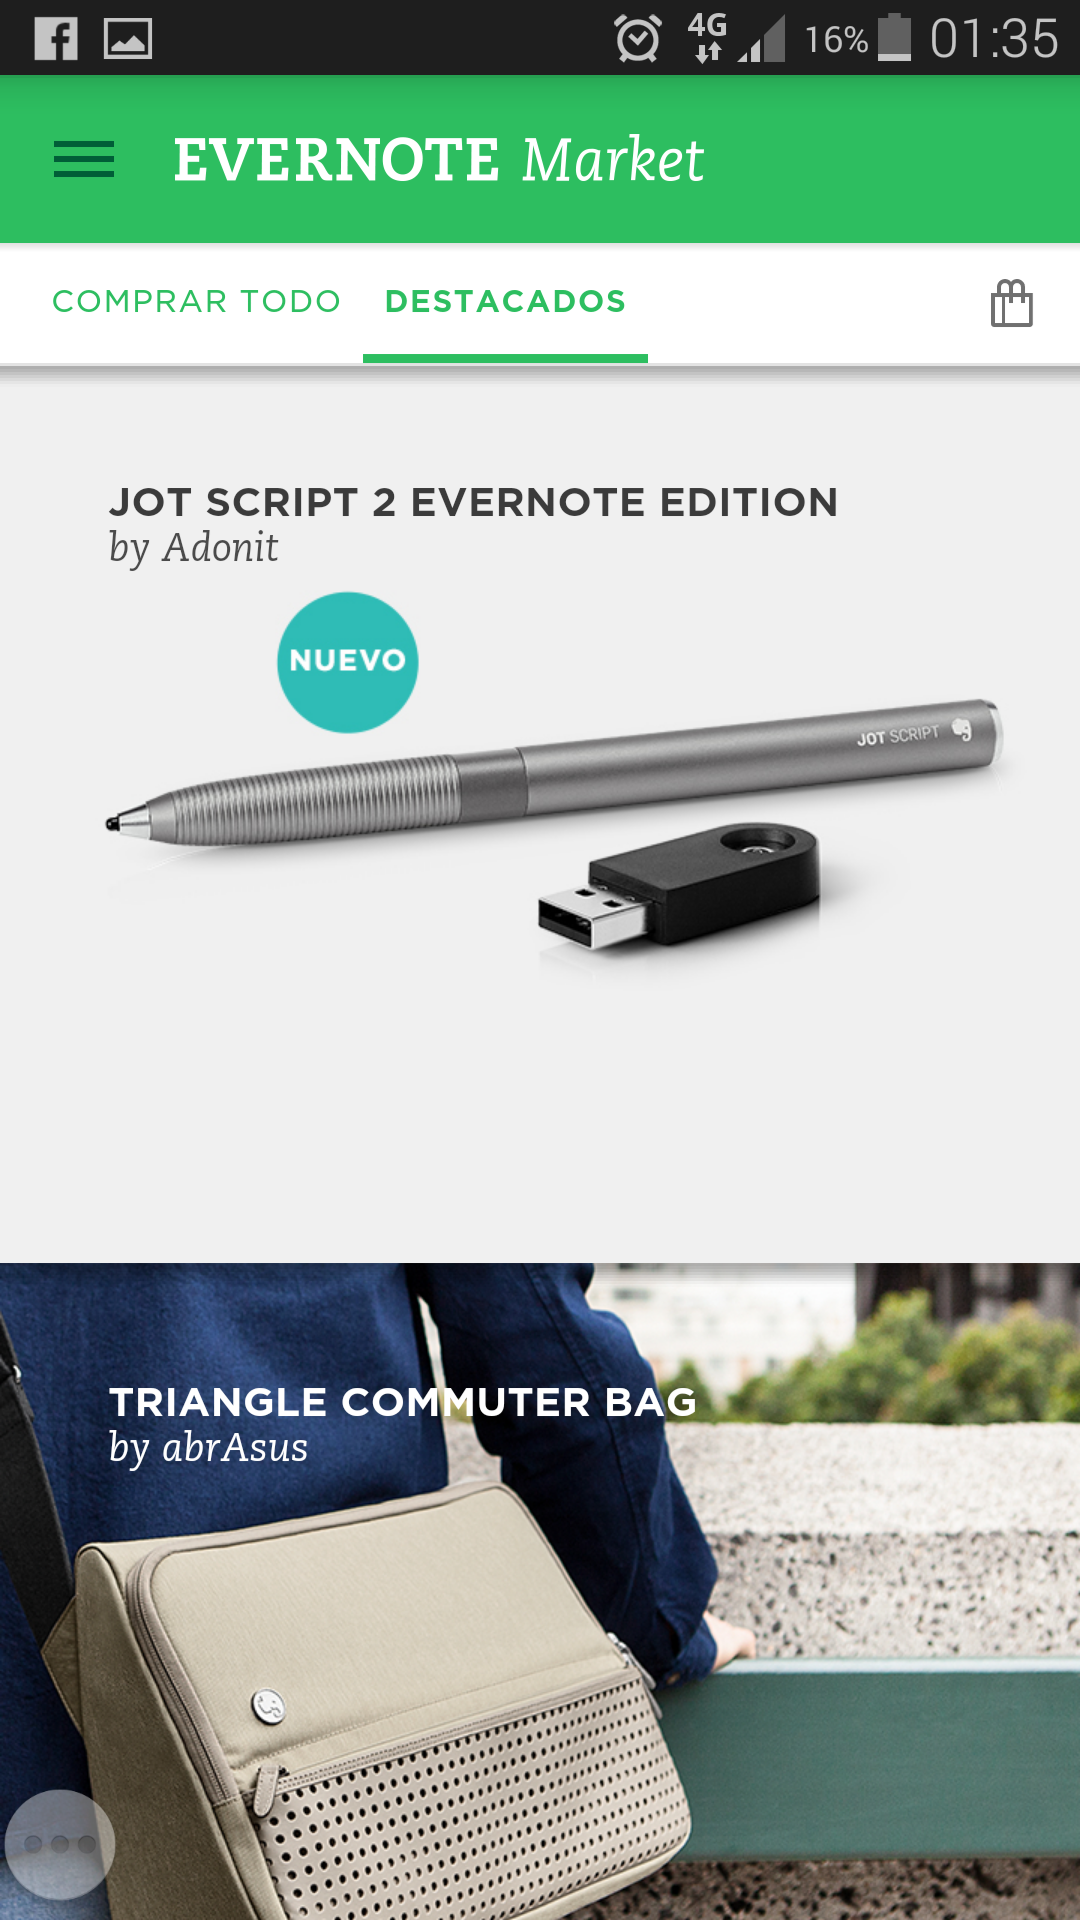 4G 16% 01:35
EVERNOTE Market
COMPRAR TODO DESTACADOS
JOT SCRIPT 2 EVERNOTE EDITION
by Adonit
NUEVO
JOT SCRIPT
TRIANGLE COMMUTER BAG
by abrAsus